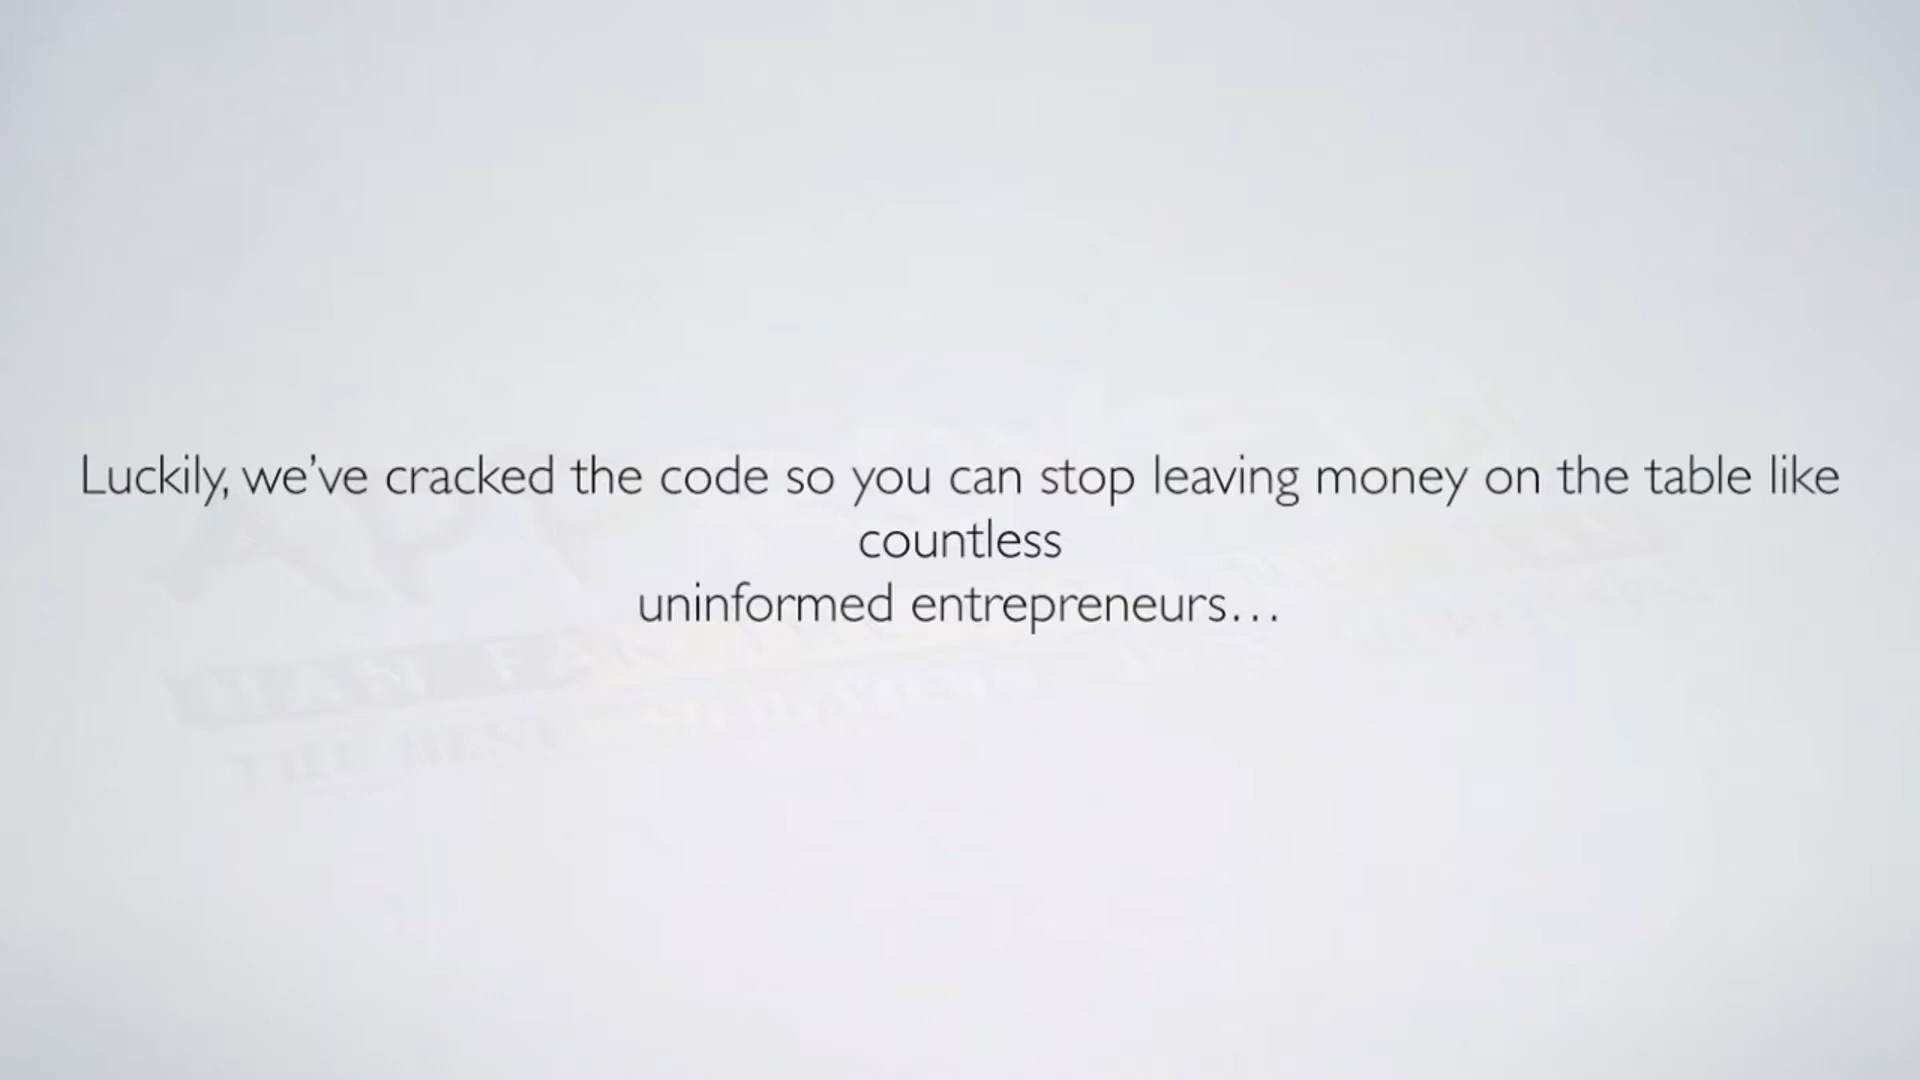 Luckily, we’ve cracked the code so you can stop leaving money on the table like
countless
uninformed entrepreneurs…